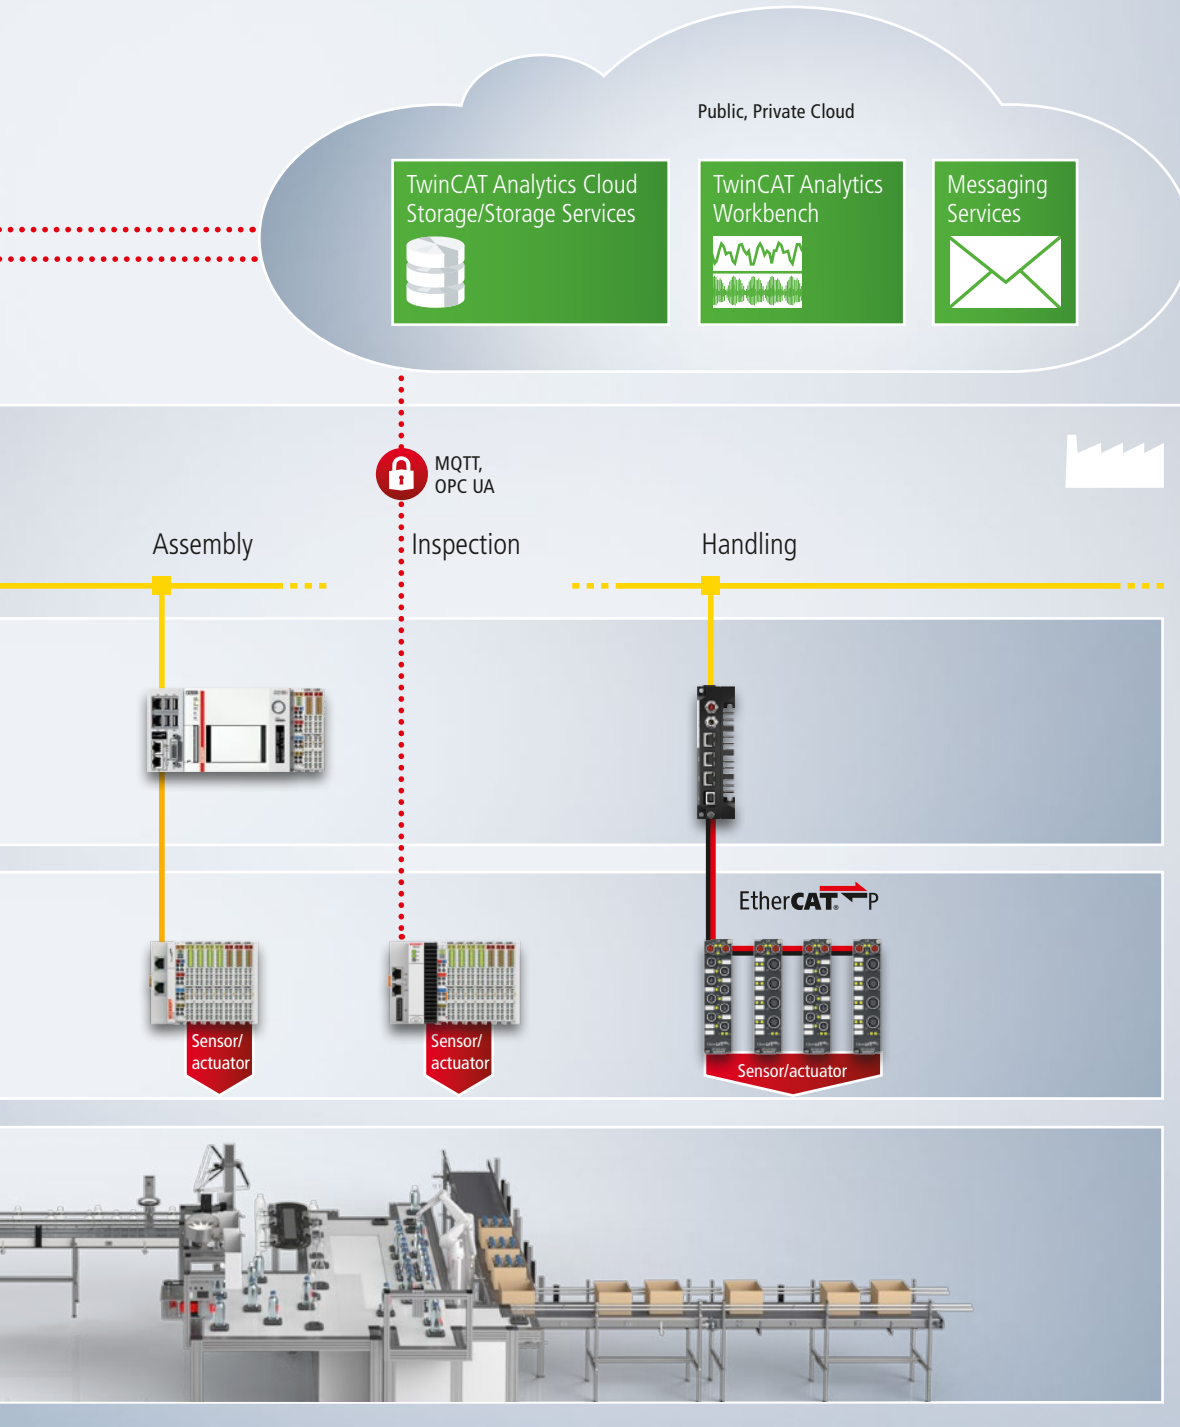 Public, Private Cloud
TwinCAT Analytics Cloud
Storage/Storage Services
TwinCAT Analytics
Workbench
Messaging
Services
MQTT,
OPC UA
Assembly
Inspection
Handling
EtherCAT® P
Sensor/
actuator
Sensor/
actuator
Sensor/actuator